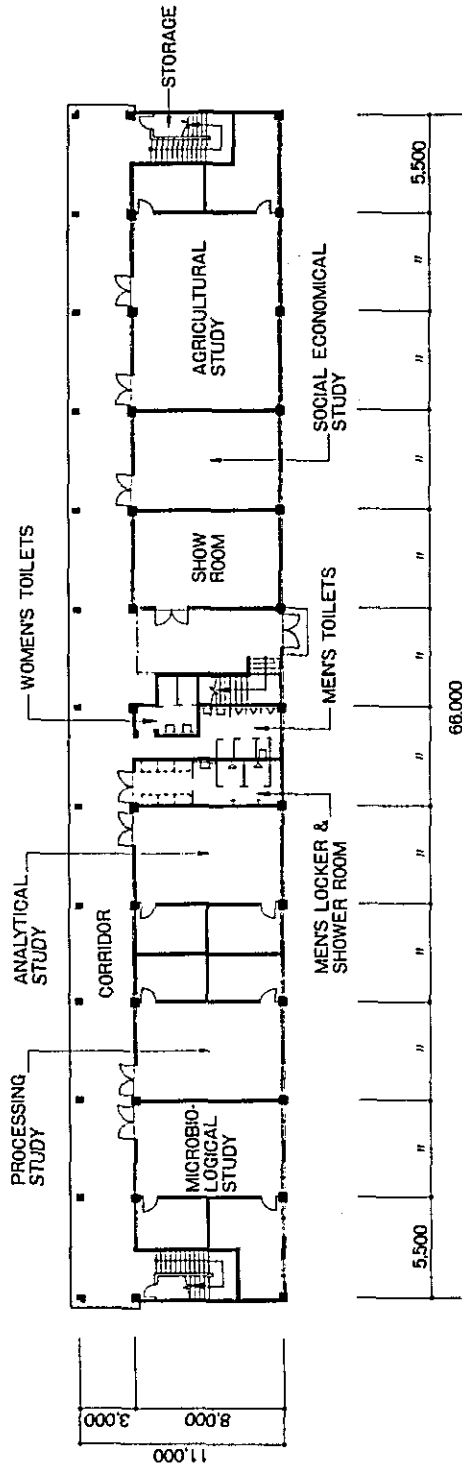 PROCESSING
STUDY
ANALYTICAL
STUDY
WOMEN'S TOILETS
STORAGE
CORRIDOR
MICROBIO-
LOGICAL
STUDY
SHOW
ROOM
AGRICULTURAL
STUDY
MEN'S LOCKER &
SHOWER ROOM
MEN'S TOILETS
SOCIAL ECONOMICAL
STUDY
3,000
8,000
11,000
5,500 " " " " " " " " " " 5,500
66,000